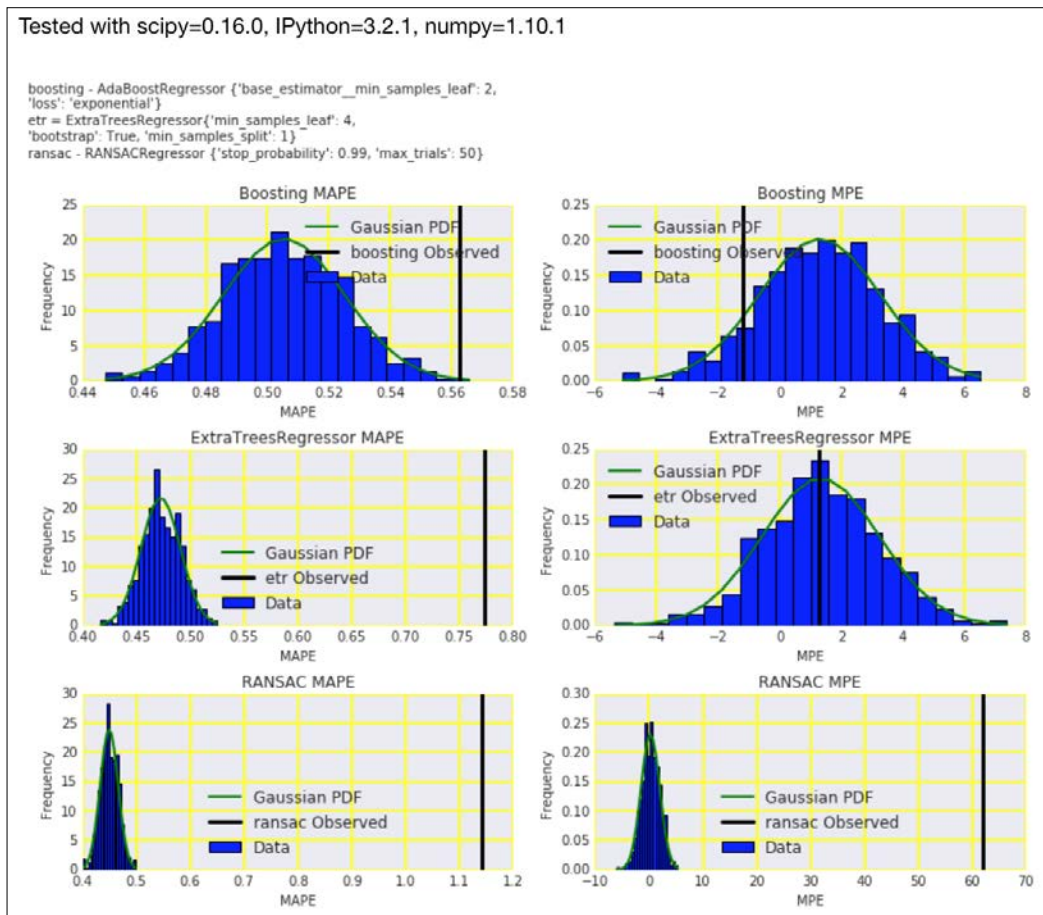 Tested with scipy=0.16.0, IPython=3.2.1, numpy=1.10.1
boosting - AdaBoostRegressor {'base_estimator__min_samples_leaf': 2,
'loss': 'exponential'}
etr = ExtraTreesRegressor{'min_samples_leaf': 4,
'bootstrap': True, 'min_samples_split': 1}
ransac - RANSACRegressor {'stop_probability': 0.99, 'max_trials': 50}
Boosting MAPE
25
20
15
10
5
0
Frequency
Gaussian PDF
boosting Observed
Data
0.44 0.46 0.48 0.50 0.52 0.54 0.56 0.58
MAPE
Boosting MPE
0.25
0.20
0.15
0.10
0.05
0.00
Frequency
Gaussian PDF
boosting Observed
Data
−6 −4 −2 0 2 4 6 8
MPE
ExtraTreesRegressor MAPE
30
25
20
15
10
5
0
Frequency
Gaussian PDF
etr Observed
Data
0.40 0.45 0.50 0.55 0.60 0.65 0.70 0.75 0.80
MAPE
ExtraTreesRegressor MPE
0.25
0.20
0.15
0.10
0.05
0.00
Frequency
Gaussian PDF
etr Observed
Data
−6 −4 −2 0 2 4 6 8
MPE
RANSAC MAPE
30
25
20
15
10
5
0
Frequency
Gaussian PDF
ransac Observed
Data
0.4 0.5 0.6 0.7 0.8 0.9 1.0 1.1 1.2
MAPE
RANSAC MPE
0.30
0.25
0.20
0.15
0.10
0.05
0.00
Frequency
Gaussian PDF
ransac Observed
Data
−10 0 10 20 30 40 50 60 70
MPE